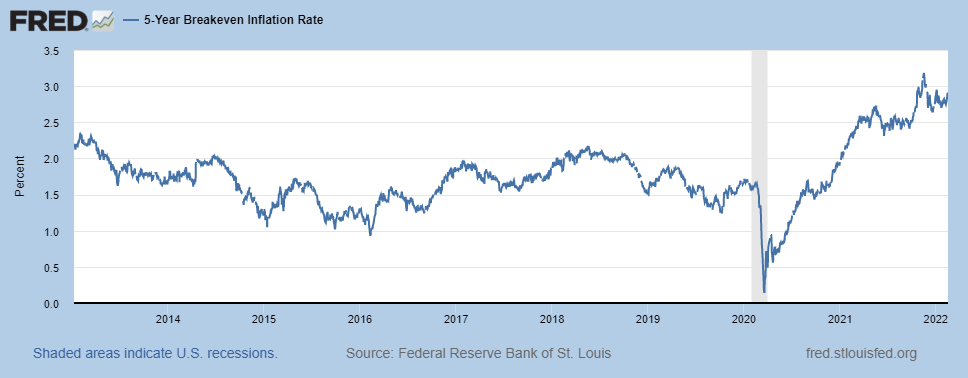 FRED
5-Year Breakeven Inflation Rate
3.5
3.0
2.5
2.0
1.5
1.0
0.5
0.0
Percent
2014 2015 2016 2017 2018 2019 2020 2021 2022
Shaded areas indicate U.S. recessions. Source: Federal Reserve Bank of St. Louis fred.stlouisfed.org